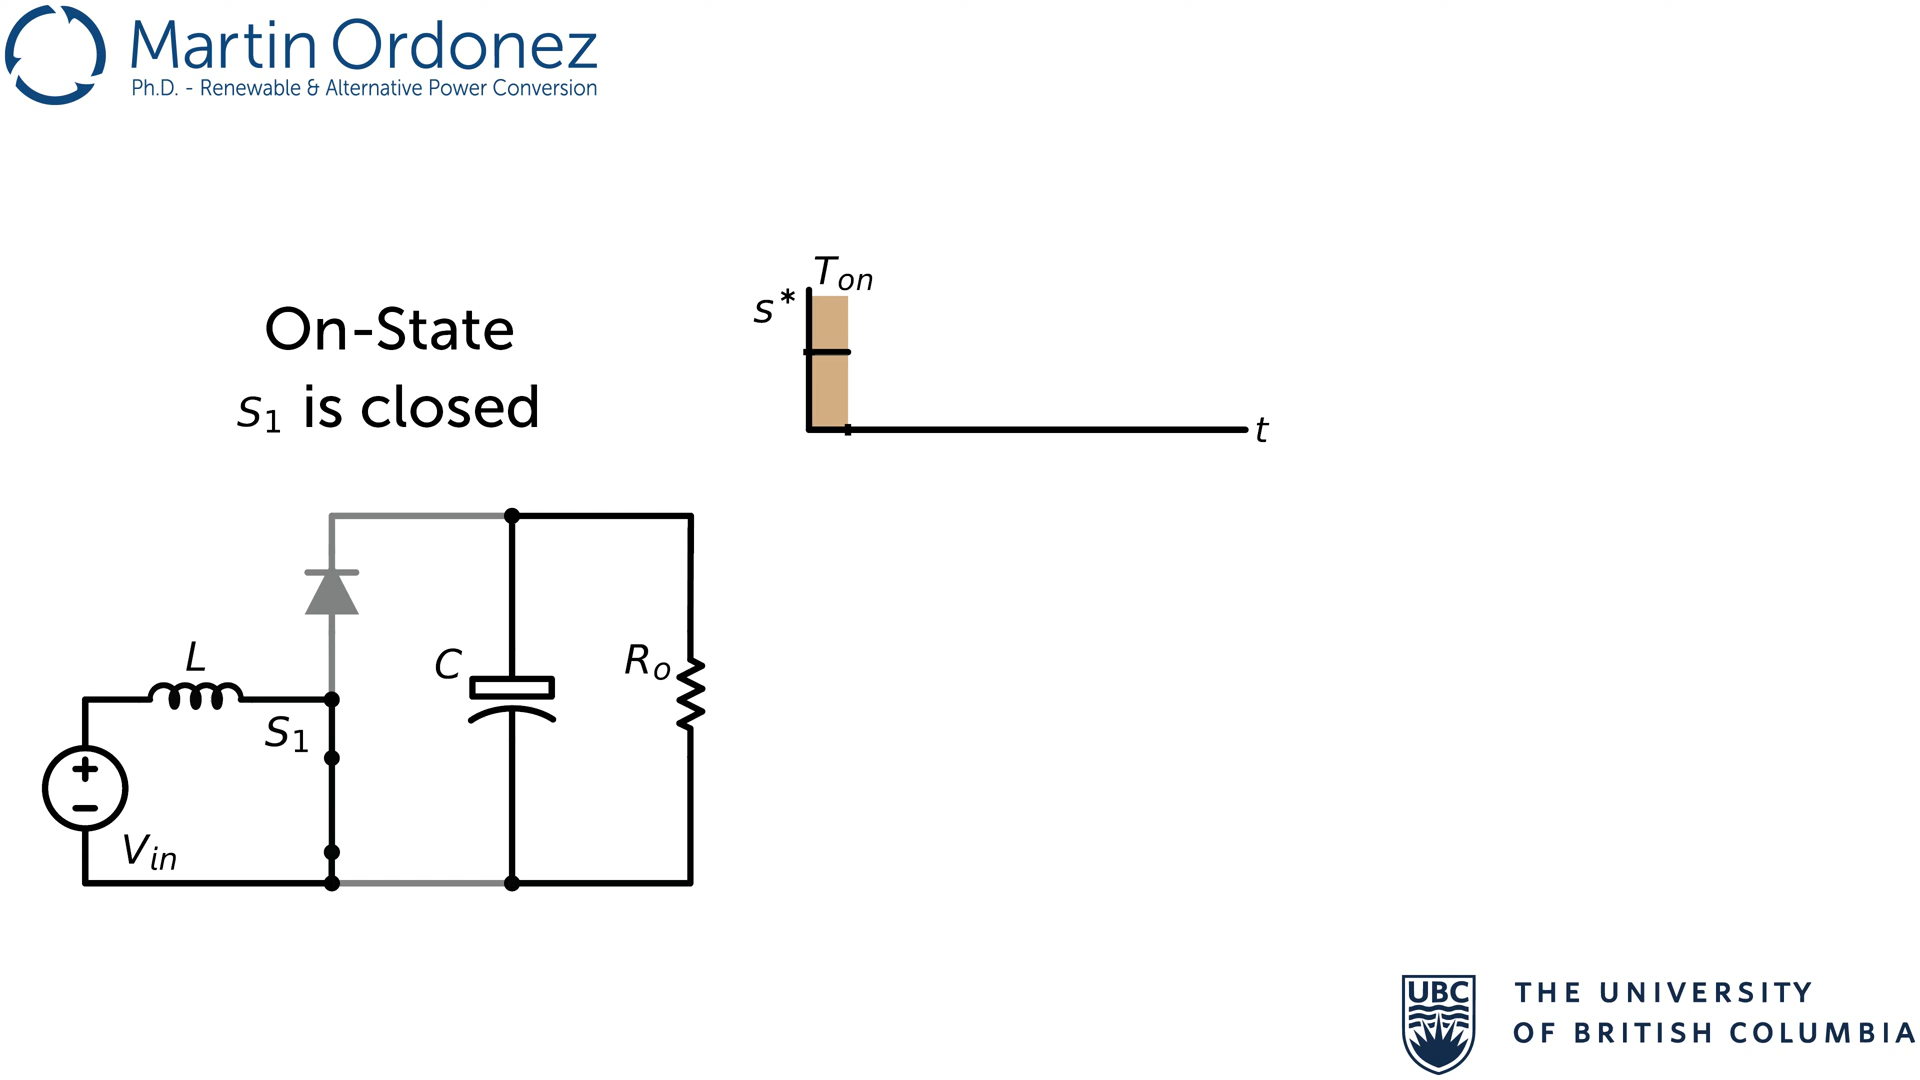 Martin Ordonez
Ph.D. - Renewable & Alternative Power Conversion
On-State
S₁ is closed
Tₒₙ
s*
t
L
S₁
C
Rₒ
+
−
Vᵢₙ
UBC
THE UNIVERSITY
OF BRITISH COLUMBIA